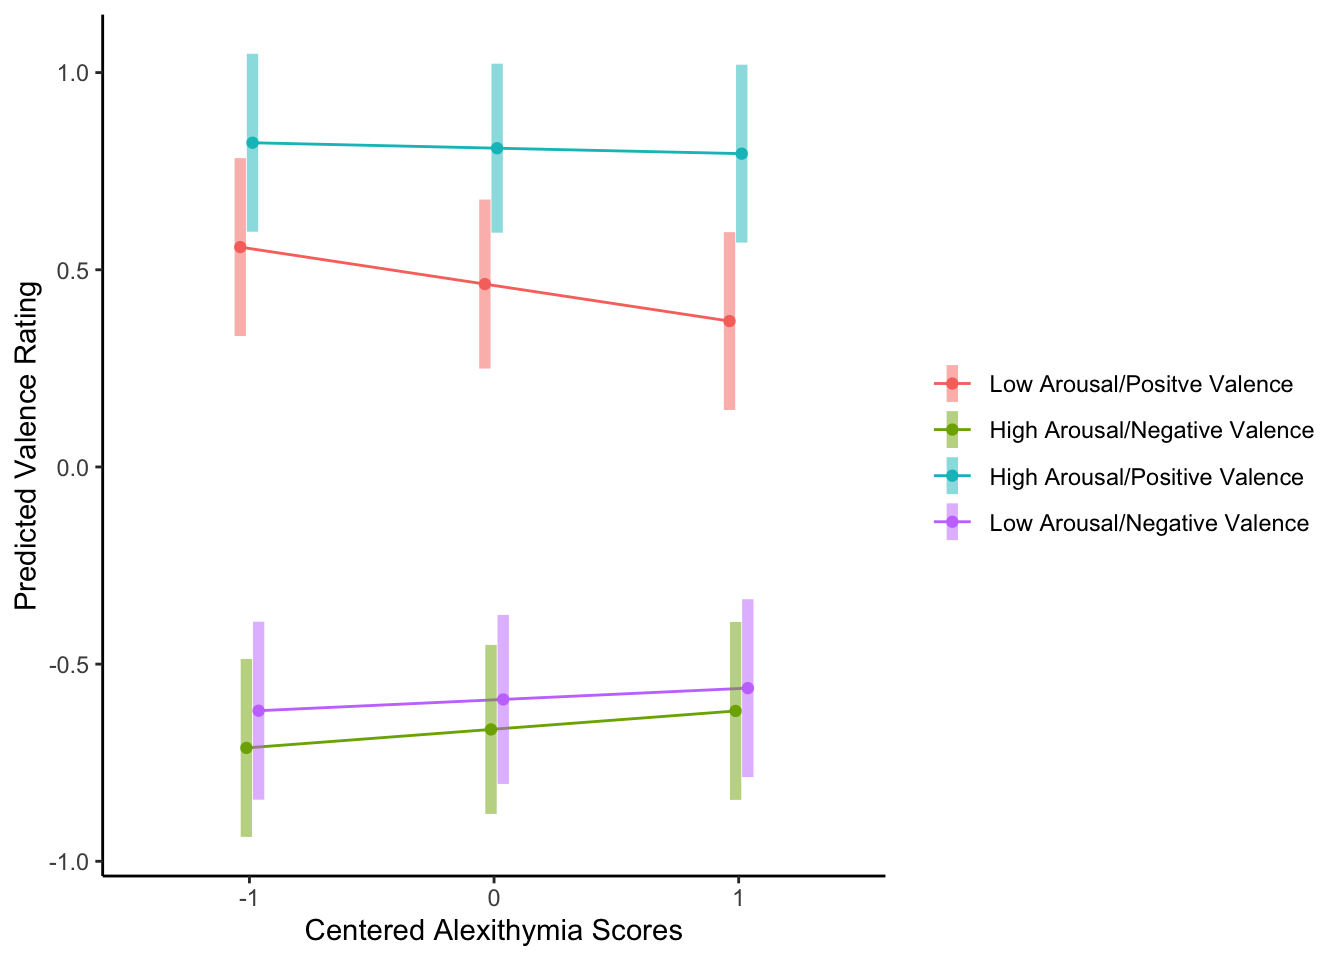 1.0
0.5
0.0
-0.5
-1.0
Predicted Valence Rating
-1
0
1
Centered Alexithymia Scores
Low Arousal/Positve Valence
High Arousal/Negative Valence
High Arousal/Positive Valence
Low Arousal/Negative Valence